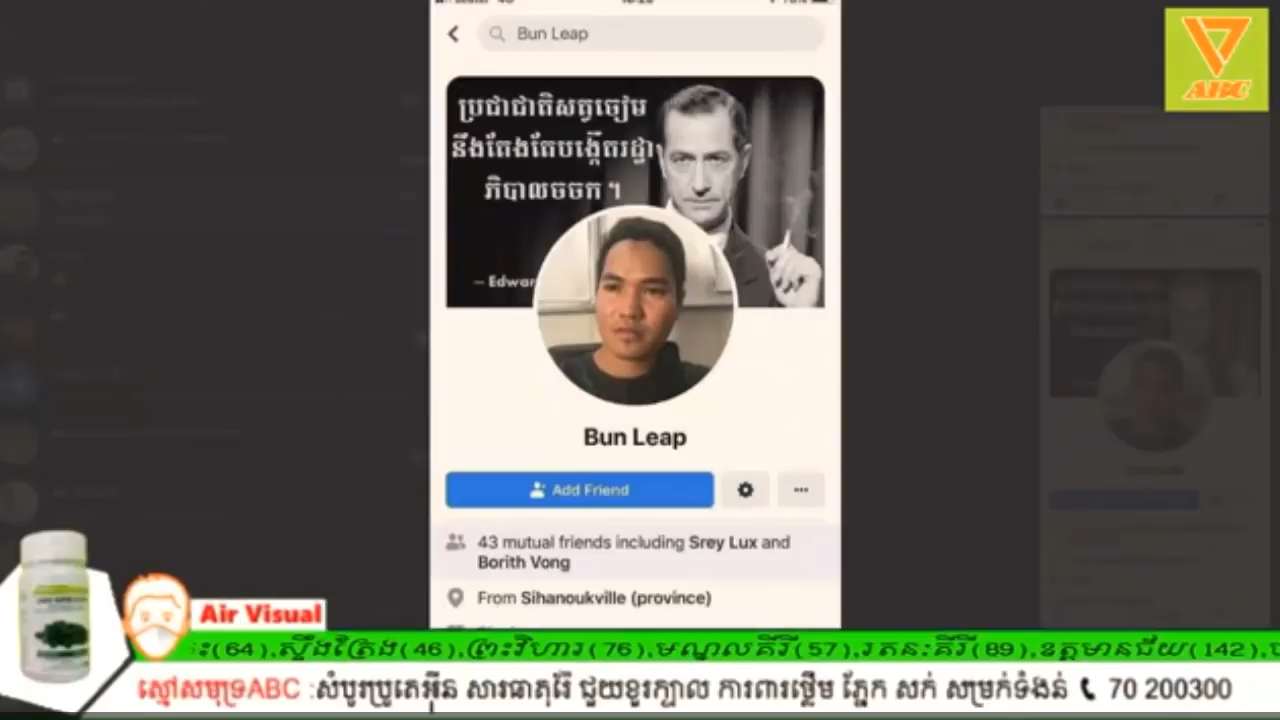 Bun Leap
ABC
ប្រជាជាតិសត្វចៀម
នឹងតែងតែបង្កើតរដ្ឋា
ភិបាលចចក ។
— Edwar
Bun Leap
Add Friend
43 mutual friends including Srey Lux and
Borith Vong
From Sihanoukville (province)
Air Visual
(64),ស្ទឹងត្រែង(46),ព្រះវិហារ(76),មណ្ឌលគីរី(57),រតនៈគីរី(89),ឧត្តមានជ័យ(142),
ស្មៅសមុទ្រABC :សំបូរប្រូតេអ៊ីន សារធាតុរ៉ែ ជួយខួរក្បាល ការពារថ្លើម ភ្នែក សក់ សម្រកទំងន់ 70 200300